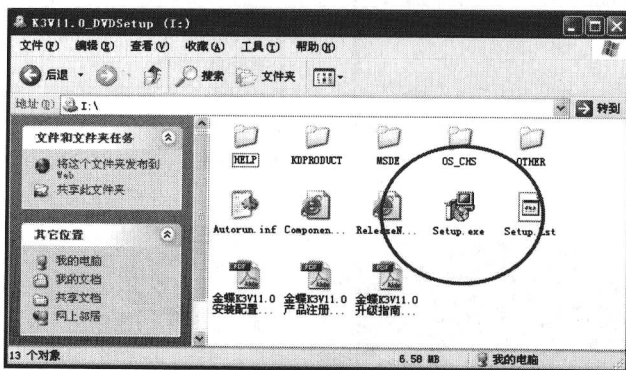 K3V11.0_DVDSetup (I:)
文件(F) 编辑(E) 查看(V) 收藏(A) 工具(T) 帮助(H)
后退 搜索 文件夹
地址(D) I:\ 转到
文件和文件夹任务
将这个文件夹发布到
Web
共享此文件夹
其它位置
我的电脑
我的文档
共享文档
网上邻居
HELP KDPRODUCT MSDE OS_CHS OTHER
Autorun.inf Componen... ReleaseN... Setup.exe Setup.lst
金蝶K3V11.0 金蝶K3V11.0 金蝶K3V11.0
安装配置... 产品注册... 升级指南...
13 个对象 6.58 MB 我的电脑